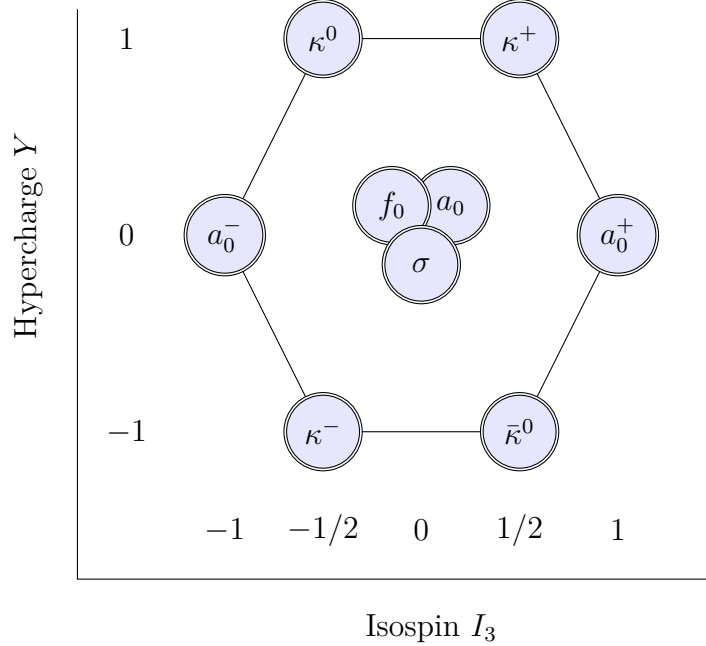 1
κ⁰ κ⁺
Hypercharge Y
0
a₀⁻ f₀ a₀ a₀⁺
σ
−1
κ⁻ κ̄⁰
−1 −1/2 0 1/2 1
Isospin I₃